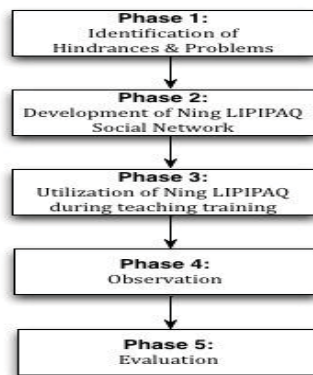 Phase 1:
Identification of
Hindrances & Problems
Phase 2:
Development of Ning LIPIPAQ
Social Network
Phase 3:
Utilization of Ning LIPIPAQ
during teaching training
Phase 4:
Observation
Phase 5:
Evaluation